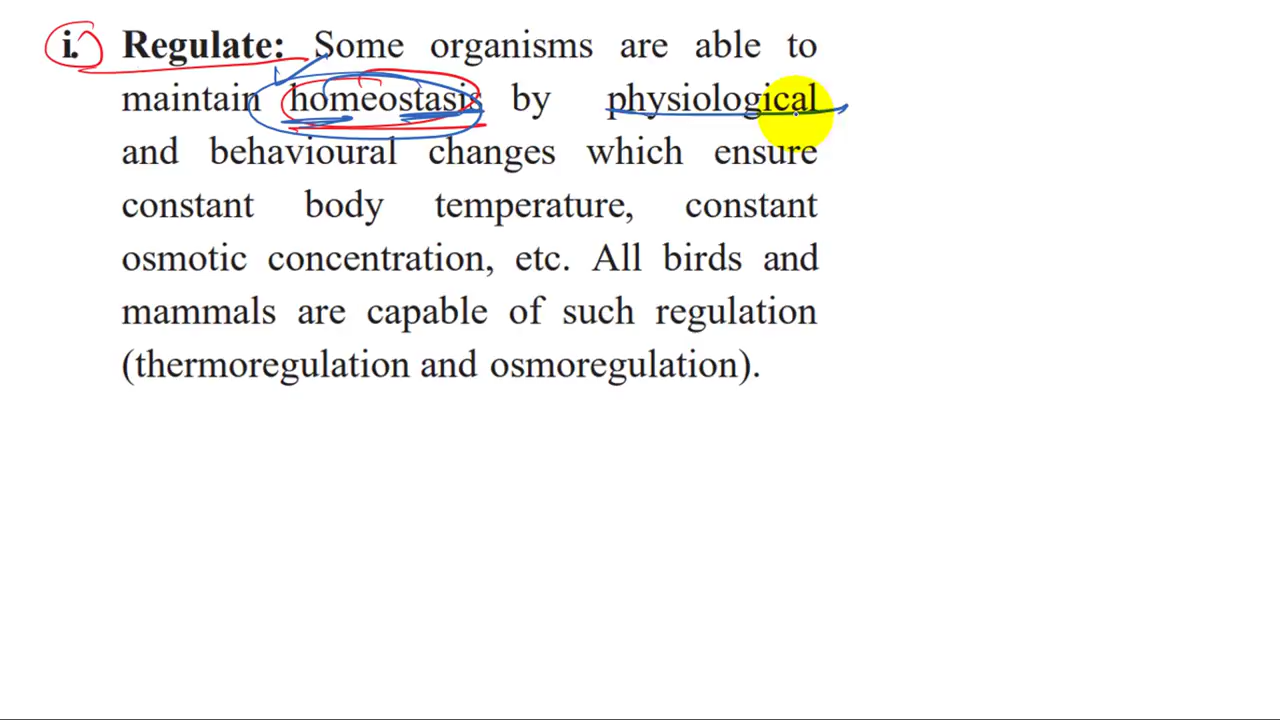 i. Regulate: Some organisms are able to
maintain homeostasis by physiological
and behavioural changes which ensure
constant body temperature, constant
osmotic concentration, etc. All birds and
mammals are capable of such regulation
(thermoregulation and osmoregulation).